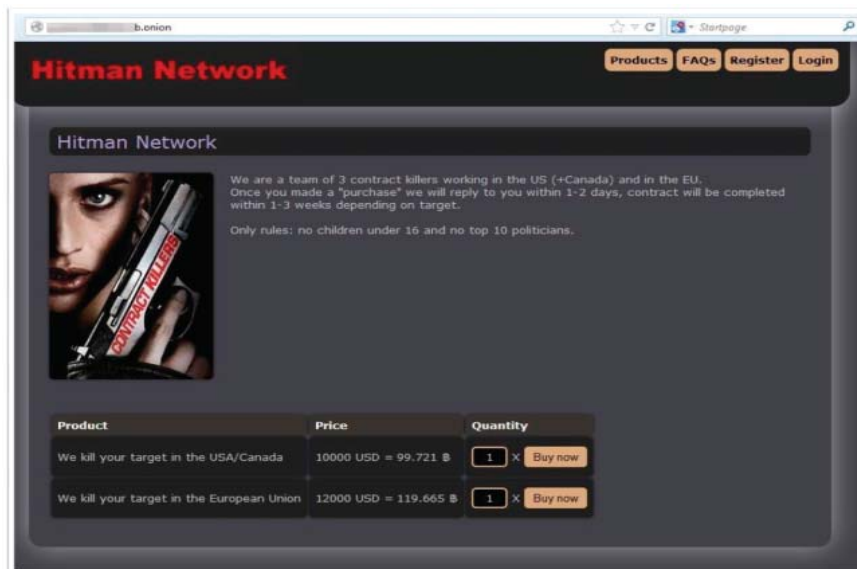 b.onion
Startpage
Hitman Network
Products FAQs Register Login
Hitman Network
We are a team of 3 contract killers working in the US (+Canada) and in the EU.
Once you made a "purchase" we will reply to you within 1-2 days, contract will be completed
within 1-3 weeks depending on target.
Only rules: no children under 16 and no top 10 politicians.
CONTRACT KILLERS
Product Price Quantity
We kill your target in the USA/Canada 10000 USD = 99.721 ฿ 1 X Buy now
We kill your target in the European Union 12000 USD = 119.665 ฿ 1 X Buy now